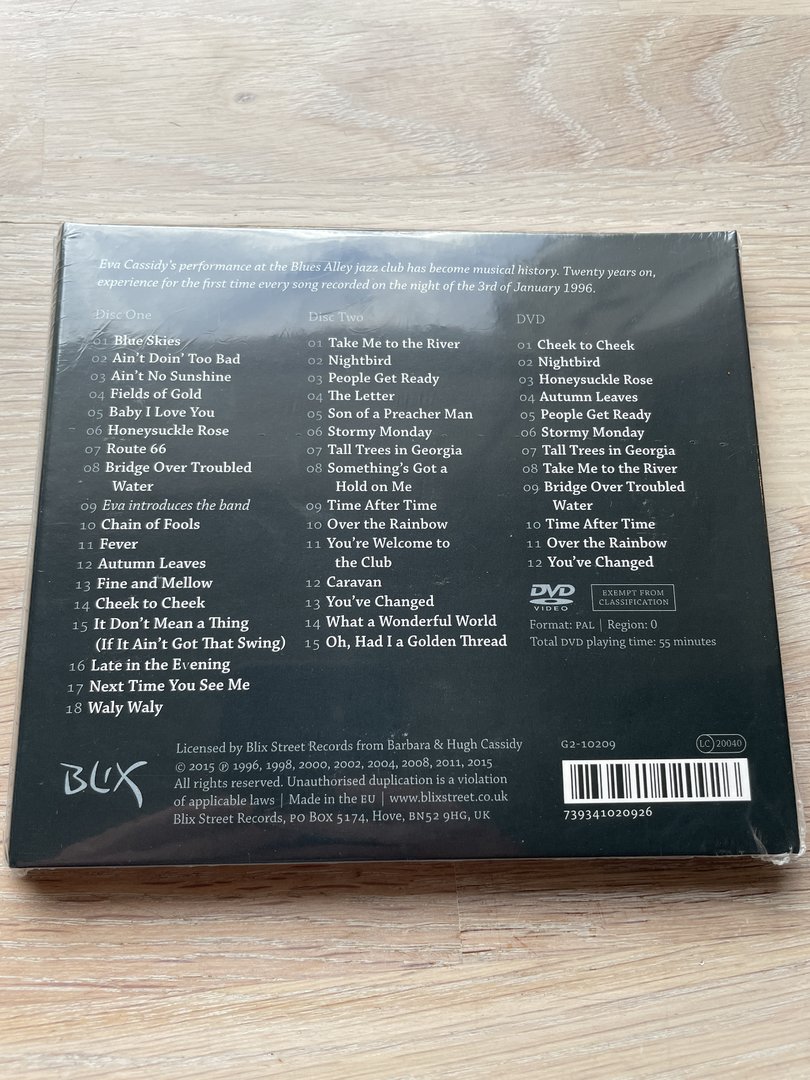 Eva Cassidy's performance at the Blues Alley jazz club has become musical history. Twenty years on,
experience for the first time every song recorded on the night of the 3rd of January 1996.
Disc One
01 Blue Skies
02 Ain't Doin' Too Bad
03 Ain't No Sunshine
04 Fields of Gold
05 Baby I Love You
06 Honeysuckle Rose
07 Route 66
08 Bridge Over Troubled
Water
09 Eva introduces the band
10 Chain of Fools
11 Fever
12 Autumn Leaves
13 Fine and Mellow
14 Cheek to Cheek
15 It Don't Mean a Thing
(If It Ain't Got That Swing)
16 Late in the Evening
17 Next Time You See Me
18 Waly Waly
Disc Two
01 Take Me to the River
02 Nightbird
03 People Get Ready
04 The Letter
05 Son of a Preacher Man
06 Stormy Monday
07 Tall Trees in Georgia
08 Something's Got a
Hold on Me
09 Time After Time
10 Over the Rainbow
11 You're Welcome to
the Club
12 Caravan
13 You've Changed
14 What a Wonderful World
15 Oh, Had I a Golden Thread
DVD
01 Cheek to Cheek
02 Nightbird
03 Honeysuckle Rose
04 Autumn Leaves
05 People Get Ready
06 Stormy Monday
07 Tall Trees in Georgia
08 Take Me to the River
09 Bridge Over Troubled
Water
10 Time After Time
11 Over the Rainbow
12 You've Changed
DVD
VIDEO
EXEMPT FROM
CLASSIFICATION
Format: PAL | Region: 0
Total DVD playing time: 55 minutes
BLIX
Licensed by Blix Street Records from Barbara & Hugh Cassidy
© 2015 ℗ 1996, 1998, 2000, 2002, 2004, 2008, 2011, 2015
All rights reserved. Unauthorised duplication is a violation
of applicable laws | Made in the EU | www.blixstreet.co.uk
Blix Street Records, PO BOX 5174, Hove, BN52 9HG, UK
G2-10209
LC 20040
739341020926